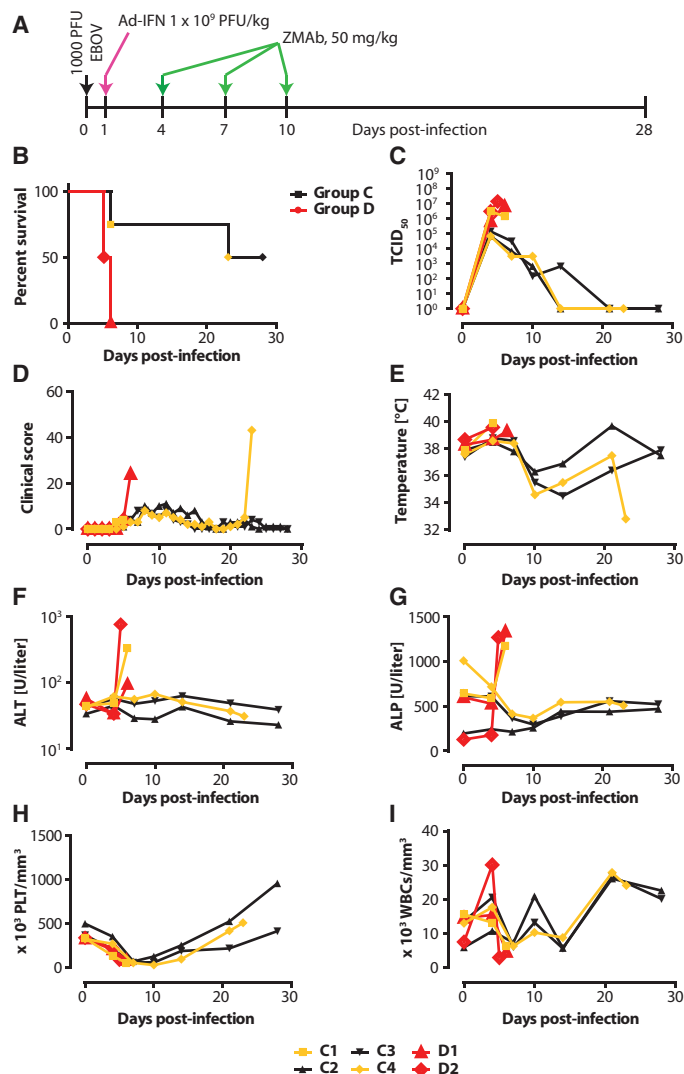 A
1000 PFU
EBOV
Ad-IFN 1 x 10⁹ PFU/kg
ZMAb, 50 mg/kg
0 1 4 7 10 Days post-infection 28
B
Percent survival
100
50
0
0 10 20 30
Days post-infection
Group C
Group D
C
TCID₅₀
10⁹
10⁸
10⁷
10⁶
10⁵
10⁴
10³
10²
10¹
10⁰
0 10 20 30
Days post-infection
D
Clinical score
60
40
20
0
0 10 20 30
Days post-infection
E
Temperature [°C]
42
40
38
36
34
32
0 10 20 30
Days post-infection
F
ALT [U/liter]
10³
10²
10¹
0 10 20 30
Days post-infection
G
ALP [U/liter]
1500
1000
500
0
0 10 20 30
Days post-infection
H
x 10³ PLT/mm³
1500
1000
500
0
0 10 20 30
Days post-infection
I
x 10³ WBCs/mm³
40
30
20
10
0
0 10 20 30
Days post-infection
C1 C3 D1
C2 C4 D2